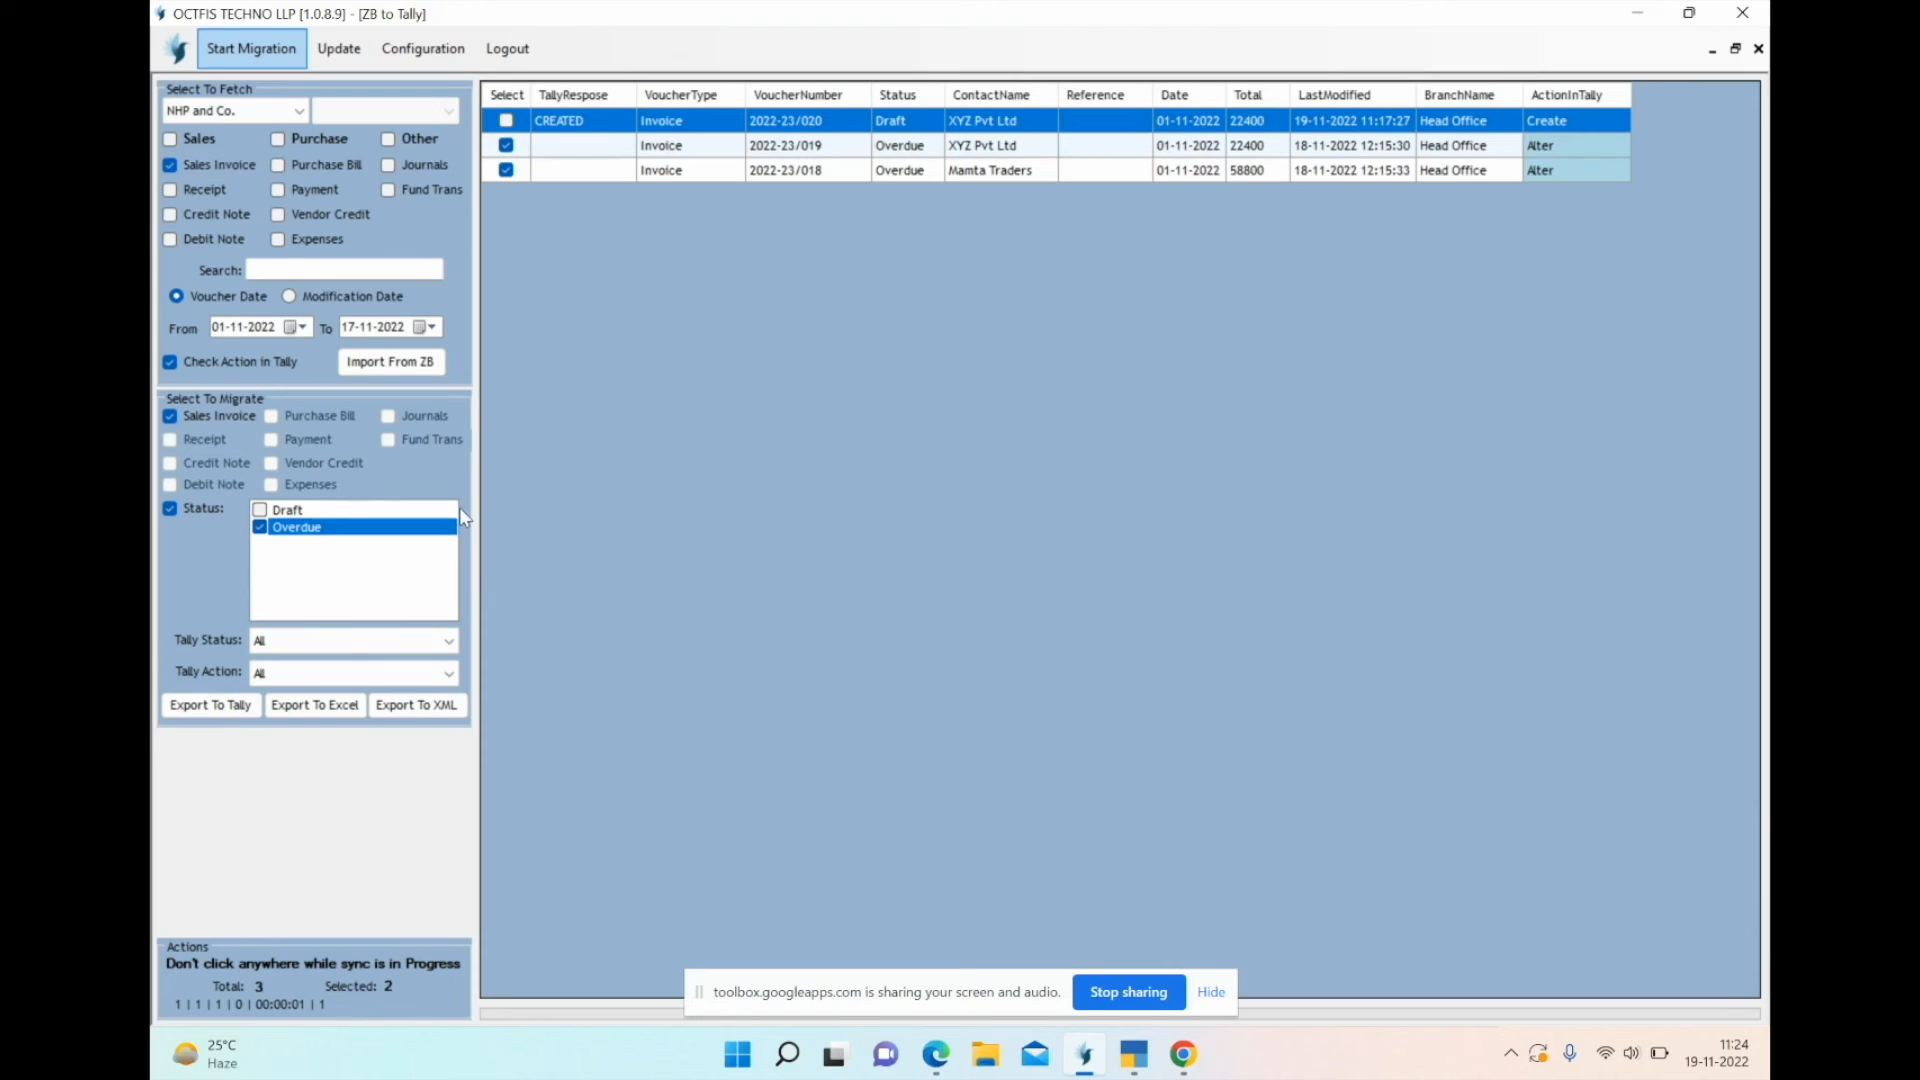 OCTFIS TECHNO LLP [1.0.8.9] - [ZB to Tally]
Start Migration Update Configuration Logout
Select To Fetch
NHP and Co.
Sales Purchase Other
Sales Invoice Purchase Bill Journals
Receipt Payment Fund Trans
Credit Note Vendor Credit
Debit Note Expenses
Search:
Voucher Date Modification Date
From 01-11-2022 To 17-11-2022
Check Action in Tally Import From ZB
Select To Migrate
Sales Invoice Purchase Bill Journals
Receipt Payment Fund Trans
Credit Note Vendor Credit
Debit Note Expenses
Status: Draft
Overdue
Tally Status: All
Tally Action: All
Export To Tally Export To Excel Export To XML
Select TallyRespose VoucherType VoucherNumber Status ContactName Reference Date Total LastModified BranchName ActionInTally
CREATED Invoice 2022-23/020 Draft XYZ Pvt Ltd 01-11-2022 22400 19-11-2022 11:17:27 Head Office Create
Invoice 2022-23/019 Overdue XYZ Pvt Ltd 01-11-2022 22400 18-11-2022 12:15:30 Head Office Alter
Invoice 2022-23/018 Overdue Mamta Traders 01-11-2022 58800 18-11-2022 12:15:33 Head Office Alter
Actions
Don't click anywhere while sync is in Progress
Total: 3 Selected: 2
1 | 1 | 1 | 0 | 00:00:01 | 1
toolbox.googleapps.com is sharing your screen and audio. Stop sharing Hide
25°C
Haze
11:24
19-11-2022